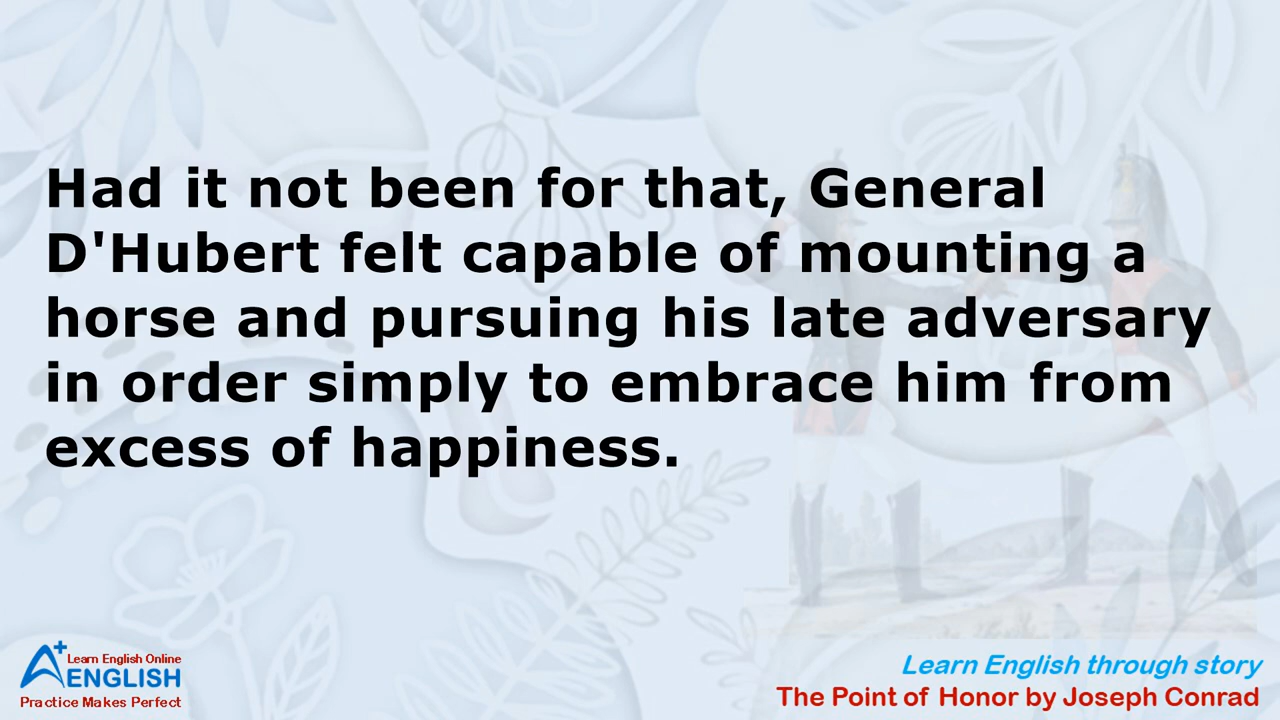 Had it not been for that, General
D'Hubert felt capable of mounting a
horse and pursuing his late adversary
in order simply to embrace him from
excess of happiness.
A+ Learn English Online
ENGLISH
Practice Makes Perfect
Learn English through story
The Point of Honor by Joseph Conrad